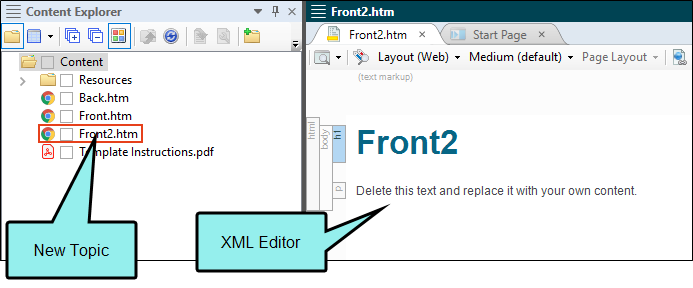 Content Explorer
Content
Resources
Back.htm
Front.htm
Front2.htm
Template Instructions.pdf
New Topic
Front2.htm
Front2.htm
Start Page
Layout (Web)
Medium (default)
Page Layout
(text markup)
html
body
h1
Front2
p
Delete this text and replace it with your own content.
XML Editor